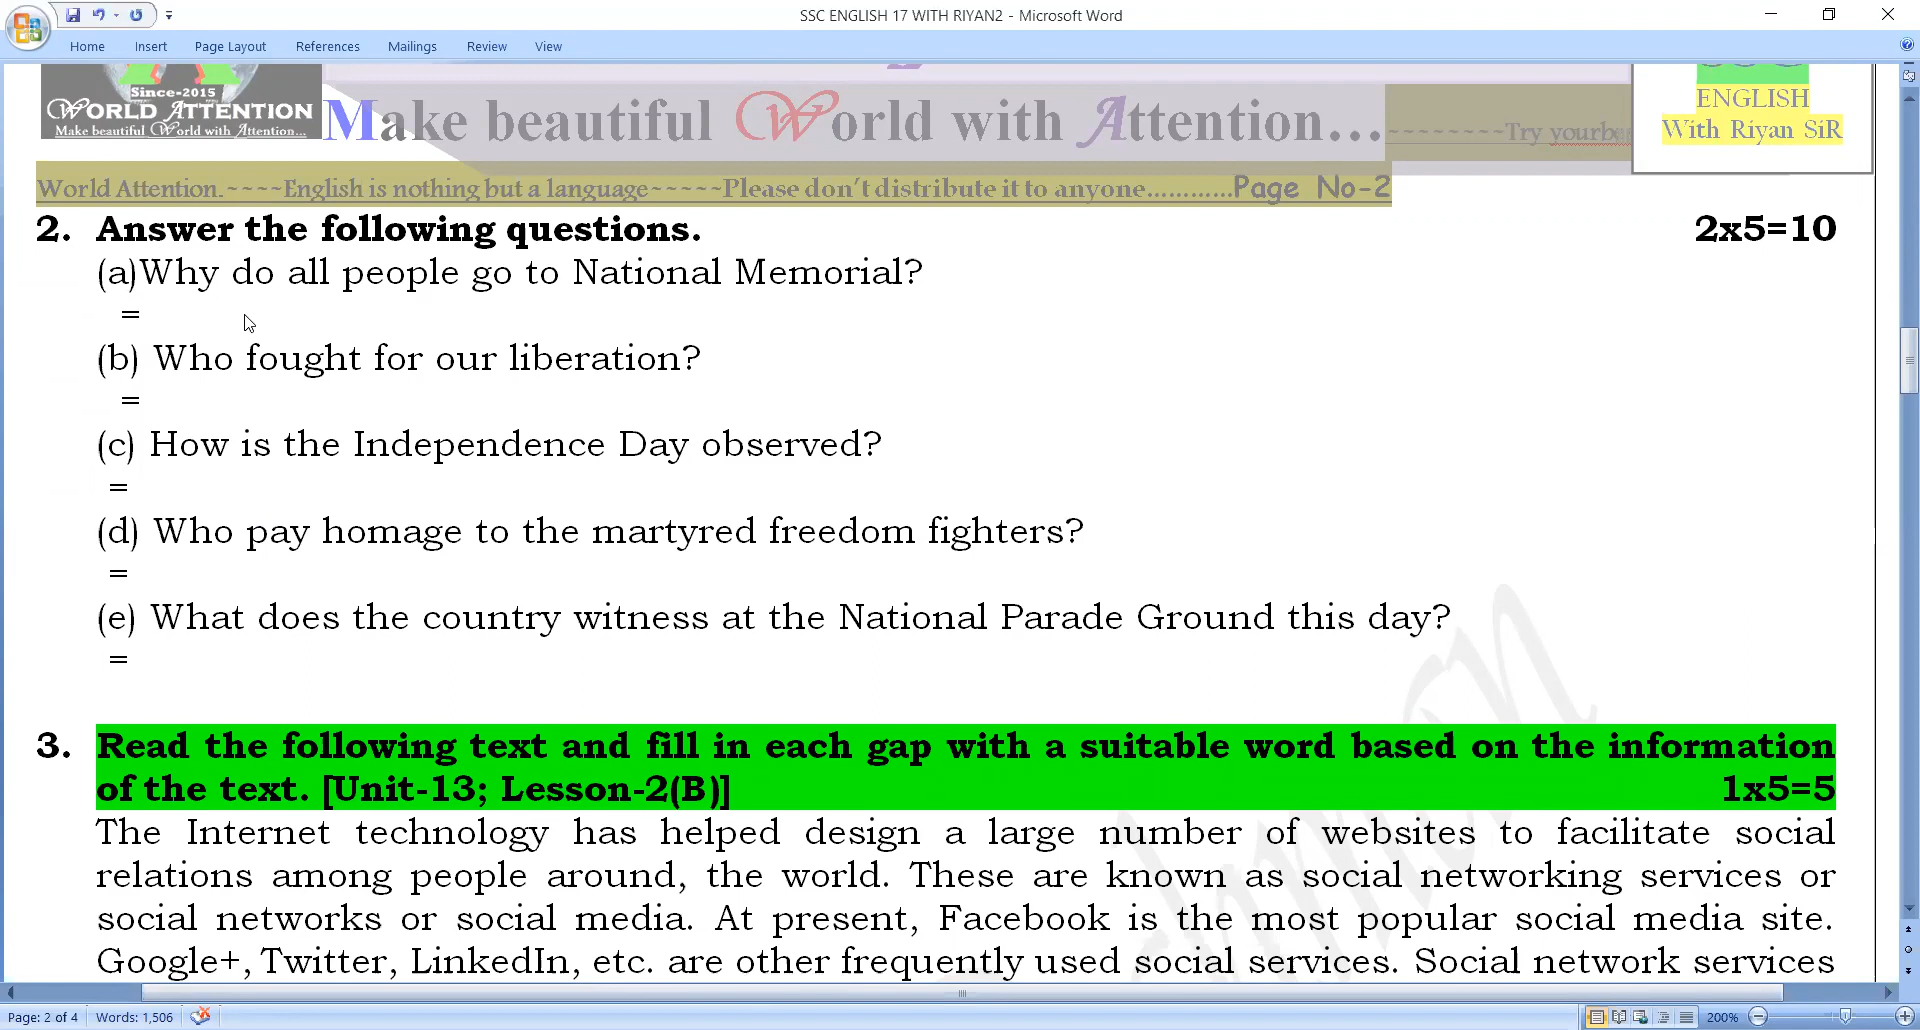 SSC ENGLISH 17 WITH RIYAN2 - Microsoft Word
Home Insert Page Layout References Mailings Review View
Since-2015
WORLD ATTENTION
Make beautiful World with Attention...
Make beautiful World with Attention...
~~~~~~~~Try yourbe
ENGLISH
With Riyan SiR
World Attention.~~~~English is nothing but a language~~~~~Please don't distribute it to anyone...........Page No-2
2. Answer the following questions. 2x5=10
(a)Why do all people go to National Memorial?
=
(b) Who fought for our liberation?
=
(c) How is the Independence Day observed?
=
(d) Who pay homage to the martyred freedom fighters?
=
(e) What does the country witness at the National Parade Ground this day?
=
3. Read the following text and fill in each gap with a suitable word based on the information
of the text. [Unit-13; Lesson-2(B)] 1x5=5
The Internet technology has helped design a large number of websites to facilitate social
relations among people around, the world. These are known as social networking services or
social networks or social media. At present, Facebook is the most popular social media site.
Google+, Twitter, LinkedIn, etc. are other frequently used social services. Social network services
Page: 2 of 4 Words: 1,506 200%